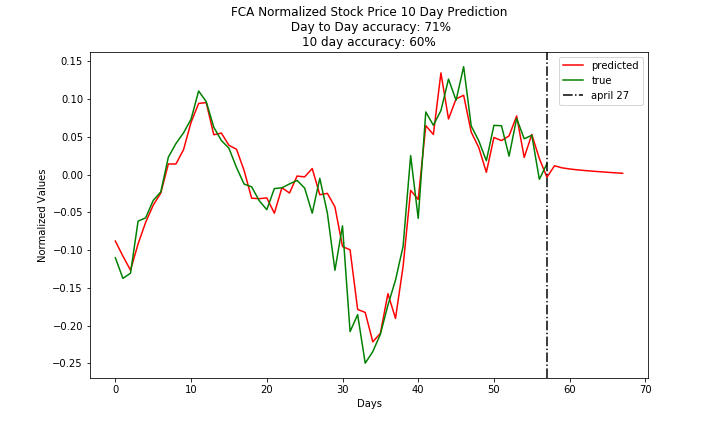 FCA Normalized Stock Price 10 Day Prediction
Day to Day accuracy: 71%
10 day accuracy: 60%
predicted
true
april 27
0.15
0.10
0.05
0.00
−0.05
−0.10
−0.15
−0.20
−0.25
Normalized Values
0 10 20 30 40 50 60 70
Days